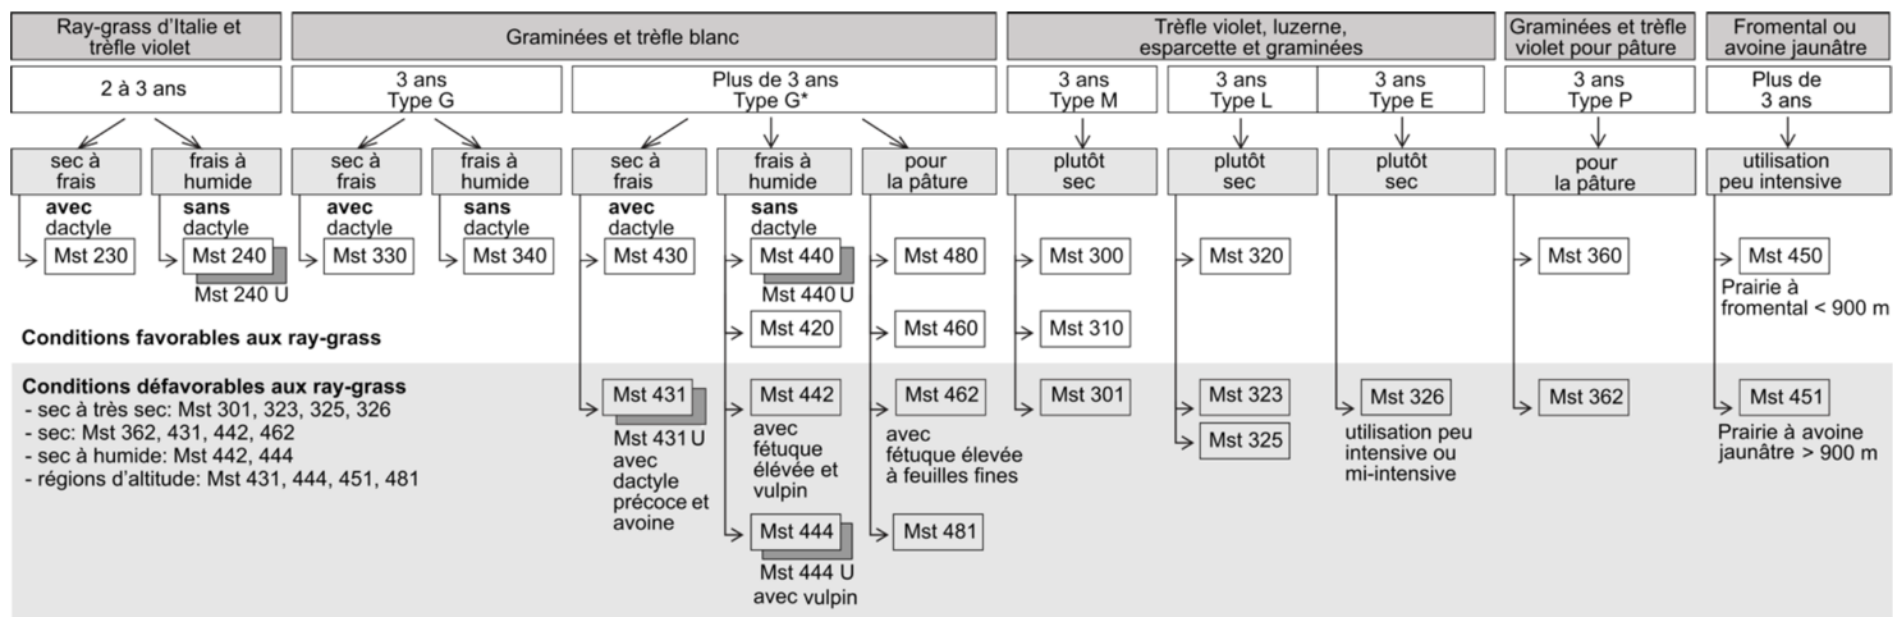 Ray-grass d'Italie et
trèfle violet
Graminées et trèfle blanc
Trèfle violet, luzerne,
esparcette et graminées
Graminées et trèfle
violet pour pâture
Fromental ou
avoine jaunâtre
2 à 3 ans
3 ans
Type G
Plus de 3 ans
Type G*
3 ans
Type M
3 ans
Type L
3 ans
Type E
3 ans
Type P
Plus de
3 ans
sec à
frais
frais à
humide
sec à
frais
frais à
humide
sec à
frais
frais à
humide
pour
la pâture
plutôt
sec
plutôt
sec
plutôt
sec
pour
la pâture
utilisation
peu intensive
avec
dactyle
sans
dactyle
avec
dactyle
sans
dactyle
avec
dactyle
sans
dactyle
Mst 230
Mst 240
Mst 240 U
Mst 330
Mst 340
Mst 430
Mst 440
Mst 440 U
Mst 480
Mst 300
Mst 320
Mst 360
Mst 450
Prairie à
fromental < 900 m
Mst 420
Mst 460
Mst 310
Conditions favorables aux ray-grass
Conditions défavorables aux ray-grass
- sec à très sec: Mst 301, 323, 325, 326
- sec: Mst 362, 431, 442, 462
- sec à humide: Mst 442, 444
- régions d'altitude: Mst 431, 444, 451, 481
Mst 431
Mst 431 U
avec
dactyle
précoce et
avoine
Mst 442
avec
fétuque
élévée et
vulpin
Mst 444
Mst 444 U
avec vulpin
Mst 462
avec
fétuque élevée
à feuilles fines
Mst 481
Mst 301
Mst 323
Mst 325
Mst 326
utilisation peu
intensive ou
mi-intensive
Mst 362
Mst 451
Prairie à avoine
jaunâtre > 900 m